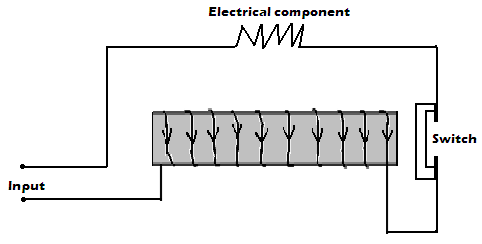 Electrical component
Switch
Input